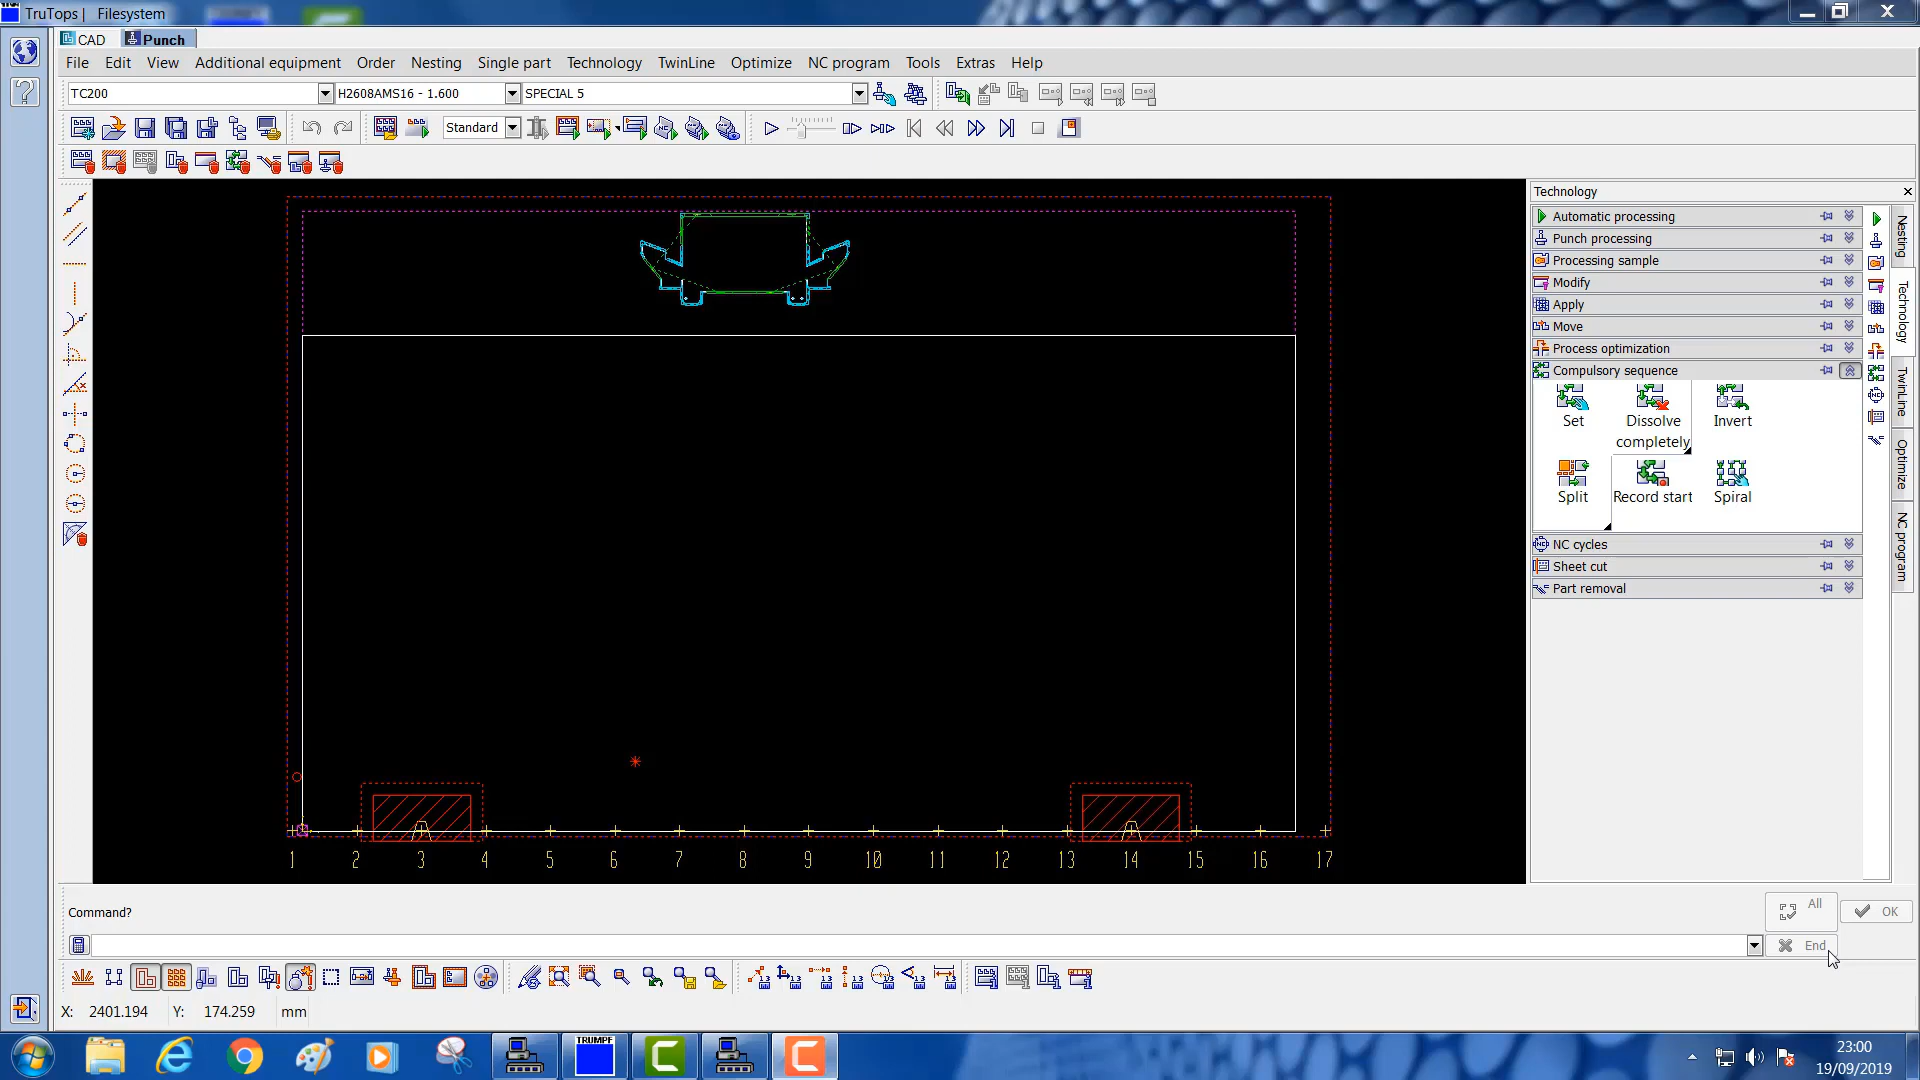 TruTops | Filesystem
CAD Punch
File Edit View Additional equipment Order Nesting Single part Technology TwinLine Optimize NC program Tools Extras Help
TC200 H2608AMS16 - 1.600 SPECIAL 5
Standard
Technology
Automatic processing
Punch processing
Processing sample
Modify
Apply
Move
Process optimization
Compulsory sequence
Set Dissolve completely Invert
Split Record start Spiral
NC cycles
Sheet cut
Part removal
Nesting
Technology
TwinLine
Optimize
NC program
1 2 3 4 5 6 7 8 9 10 11 12 13 14 15 16 17
Command?
All OK
End
X: 2401.194 Y: 174.259 mm
TRUMPF
23:00
19/09/2019